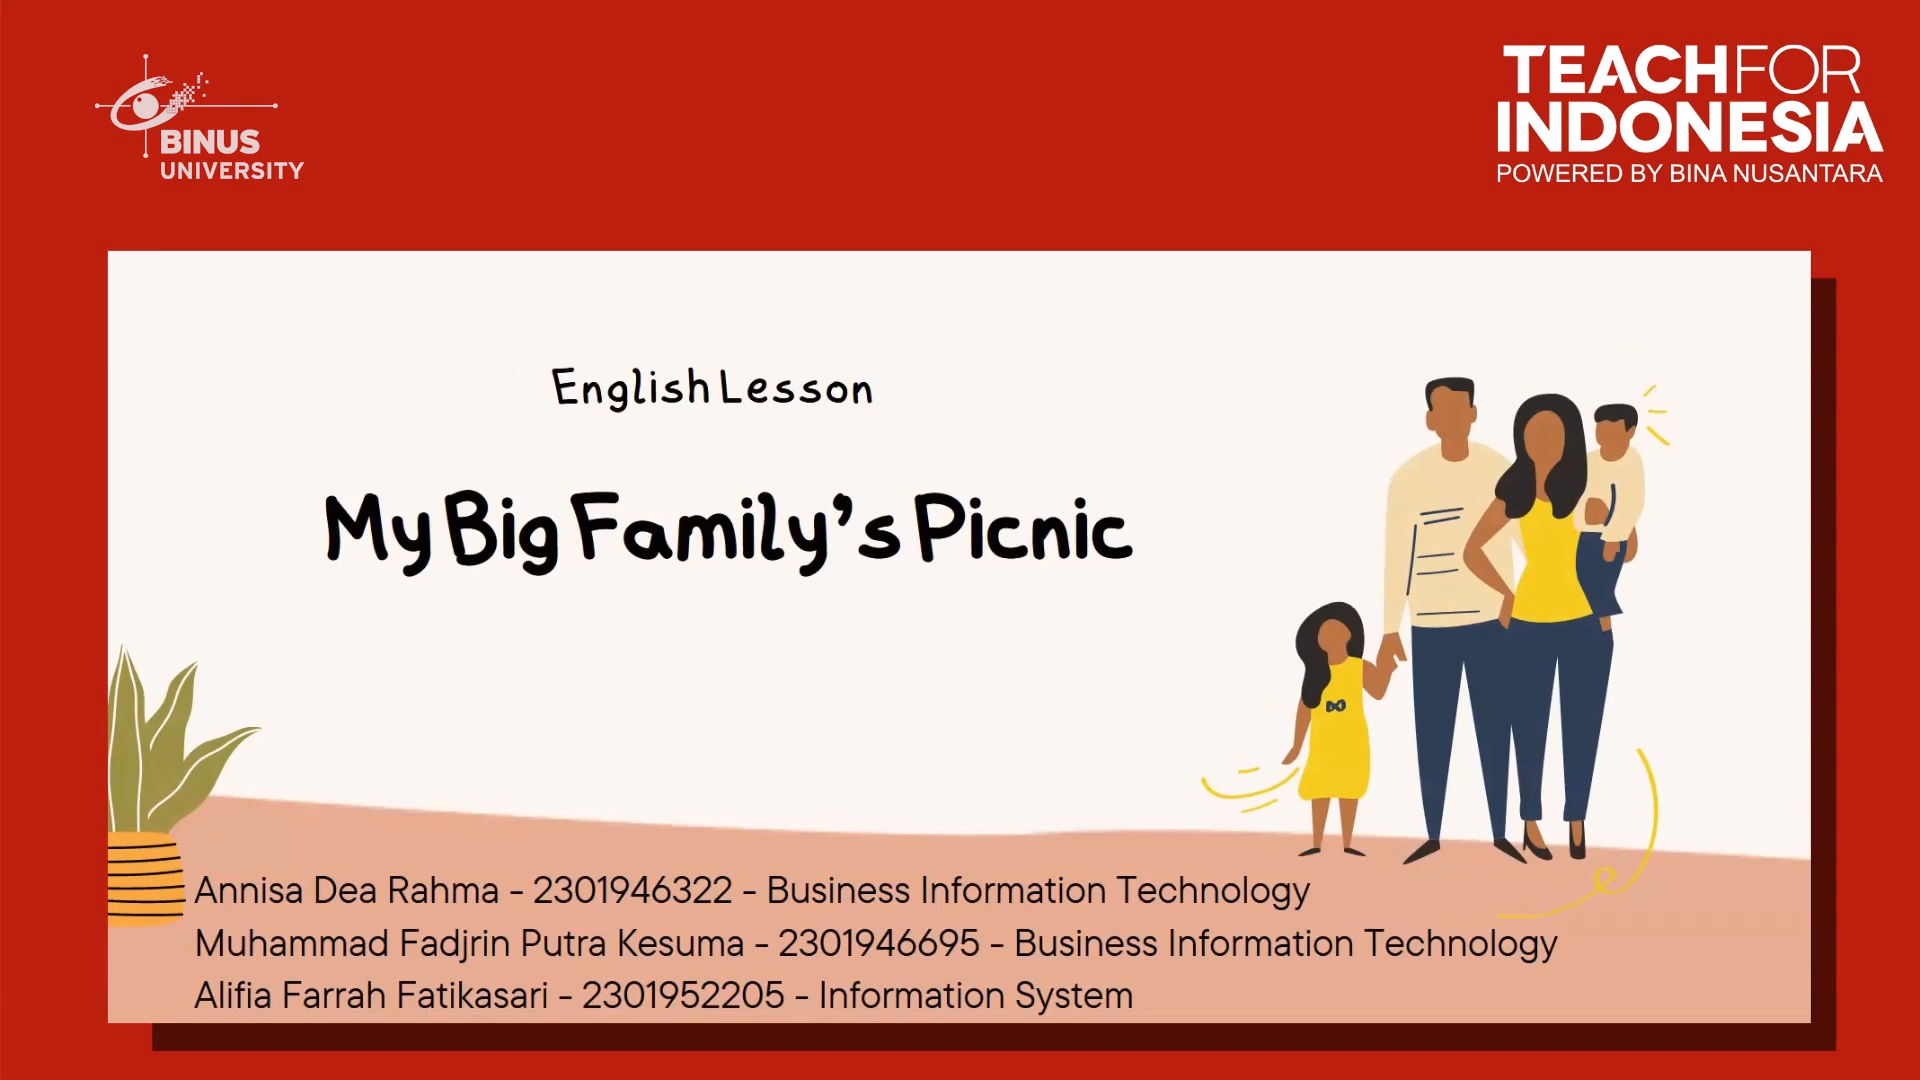 BINUS
UNIVERSITY
TEACHFOR
INDONESIA
POWERED BY BINA NUSANTARA
English Lesson
My Big Family's Picnic
Annisa Dea Rahma - 2301946322 - Business Information Technology
Muhammad Fadjrin Putra Kesuma - 2301946695 - Business Information Technology
Alifia Farrah Fatikasari - 2301952205 - Information System